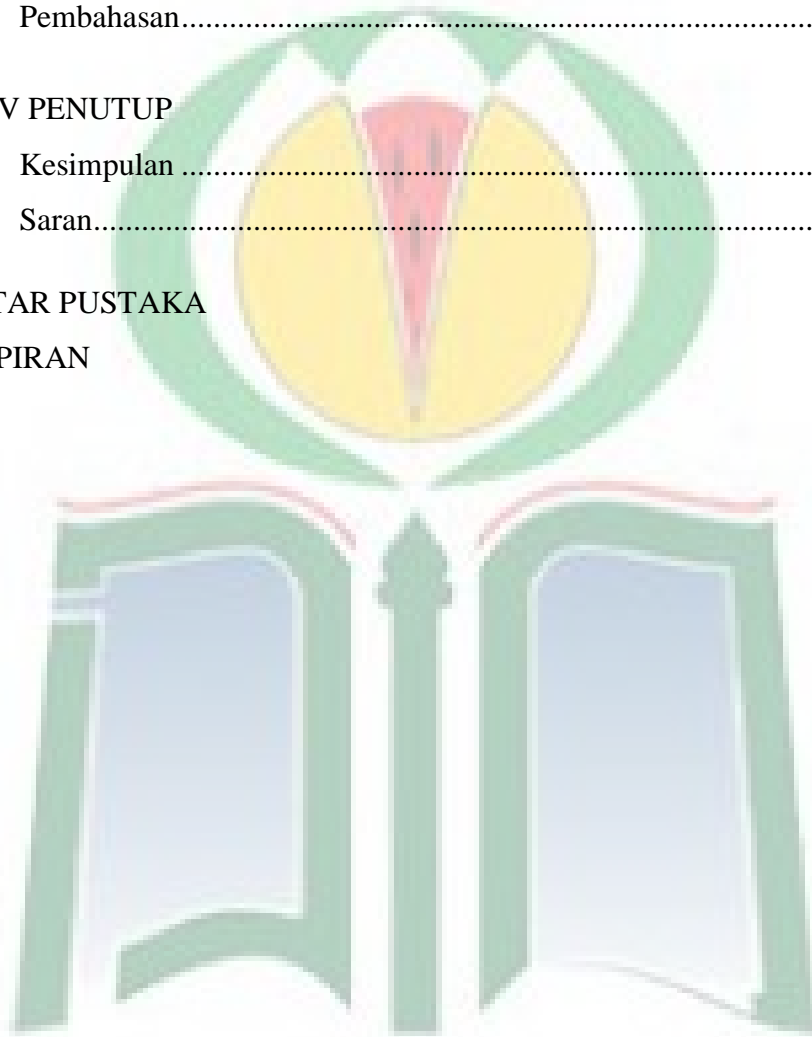 Pembahasan....................................................................................
V PENUTUP
Kesimpulan ....................................................................................
Saran...............................................................................................
TAR PUSTAKA
PIRAN